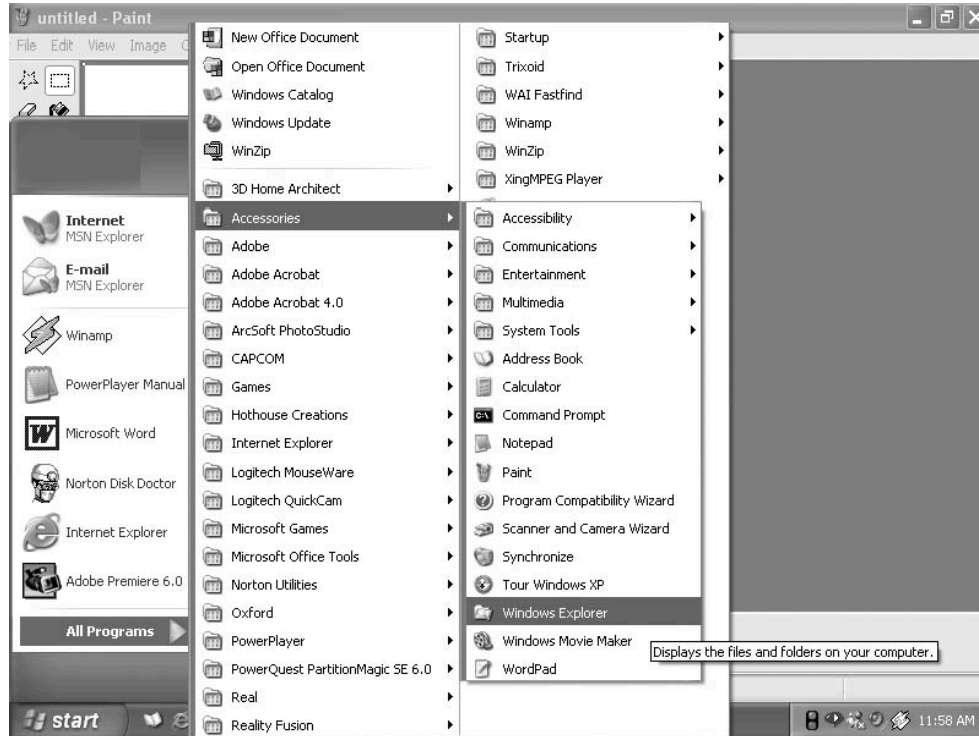 untitled - Paint
File Edit View Image
New Office Document
Open Office Document
Windows Catalog
Windows Update
WinZip
3D Home Architect
Accessories
Adobe
Adobe Acrobat
Adobe Acrobat 4.0
ArcSoft PhotoStudio
CAPCOM
Games
Hothouse Creations
Internet Explorer
Logitech MouseWare
Logitech QuickCam
Microsoft Games
Microsoft Office Tools
Norton Utilities
Oxford
PowerPlayer
PowerQuest PartitionMagic SE 6.0
Real
Reality Fusion
Startup
Trixoid
WAI Fastfind
Winamp
WinZip
XingMPEG Player
Accessibility
Communications
Entertainment
Multimedia
System Tools
Address Book
Calculator
Command Prompt
Notepad
Paint
Program Compatibility Wizard
Scanner and Camera Wizard
Synchronize
Tour Windows XP
Windows Explorer
Windows Movie Maker
WordPad
Displays the files and folders on your computer.
Internet
MSN Explorer
E-mail
MSN Explorer
Winamp
PowerPlayer Manual
Microsoft Word
Norton Disk Doctor
Internet Explorer
Adobe Premiere 6.0
All Programs
start
11:58 AM